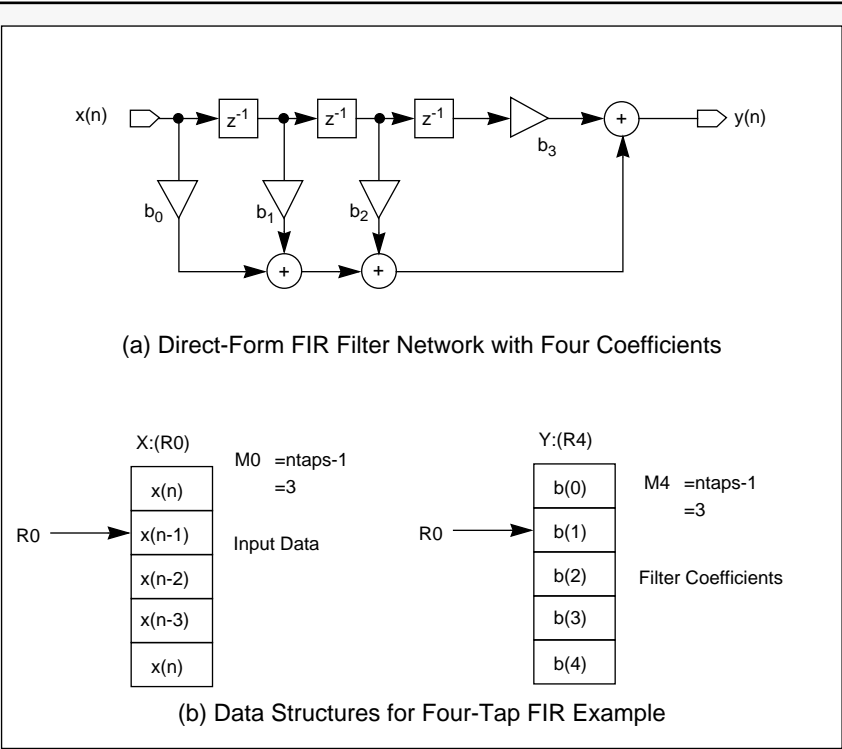 x(n) z-1 z-1 z-1 + y(n)
b3
b0 b1 b2
+ +
(a) Direct-Form FIR Filter Network with Four Coefficients
X:(R0)
M0 =ntaps-1
=3
x(n)
R0 x(n-1)
Input Data
x(n-2)
x(n-3)
x(n)
Y:(R4)
M4 =ntaps-1
=3
b(0)
R0 b(1)
b(2)
Filter Coefficients
b(3)
b(4)
(b) Data Structures for Four-Tap FIR Example